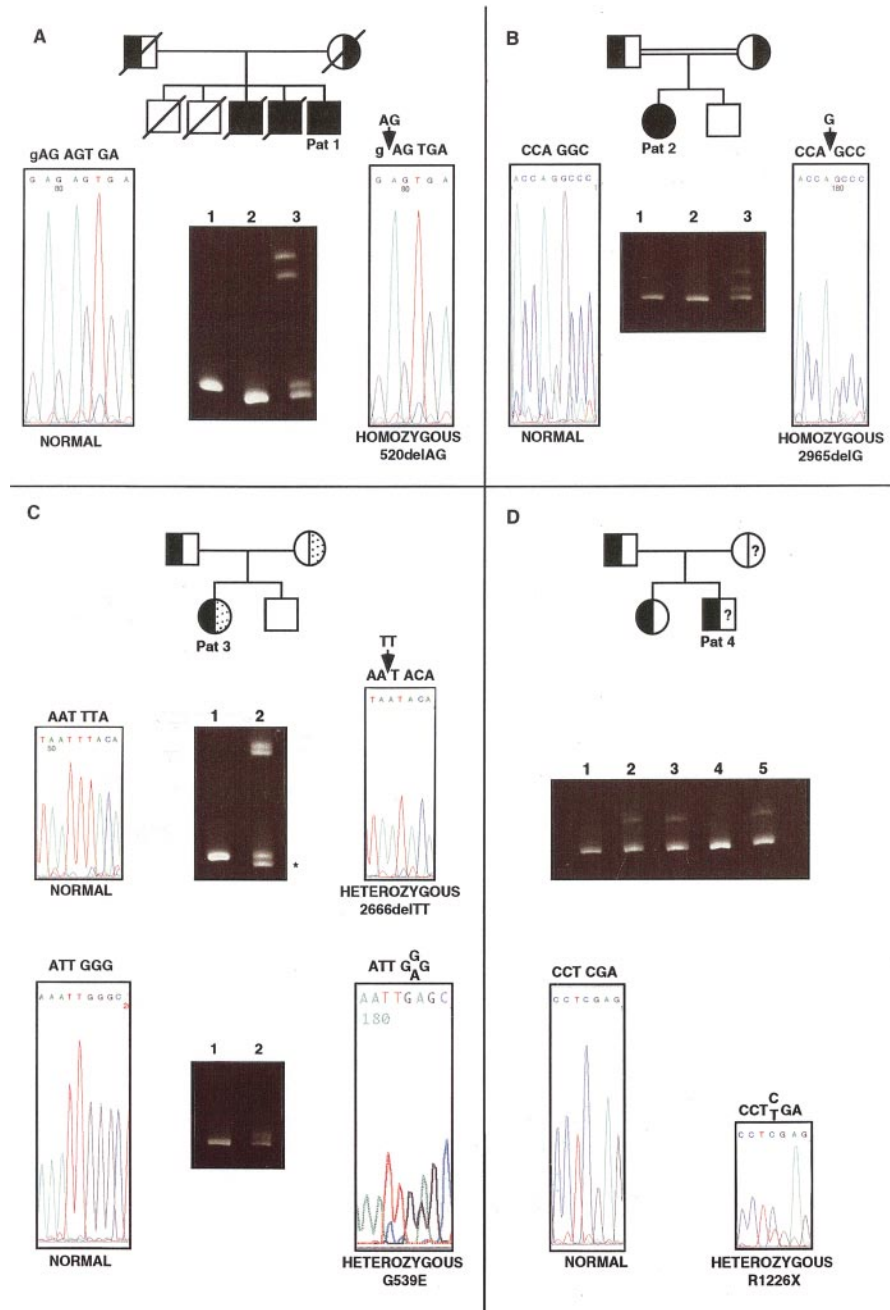 A
Pat 1
AG
gAG AGT GA
g AG TGA
G A G A G T G A
80
1 2 3
G A G T G A
80
NORMAL
HOMOZYGOUS
520delAG
B
Pat 2
G
CCA GGC
CCA GCC
A C C A G G C C C
1 2 3
A C C A G C C C
180
NORMAL
HOMOZYGOUS
2965delG
C
Pat 3
TT
AAT TTA
AAT ACA
T A A T T T A C A
50
1 2
*
T A A T A C A
NORMAL
HETEROZYGOUS
2666delTT
ATT GGG
ATT G G G
A
A A A T T G G G C
1 2
A A T T G A G C
180
NORMAL
HETEROZYGOUS
G539E
D
?
?
Pat 4
1 2 3 4 5
CCT CGA
CCT C GA
T
C C T C G A G
C C T C G A G
NORMAL
HETEROZYGOUS
R1226X